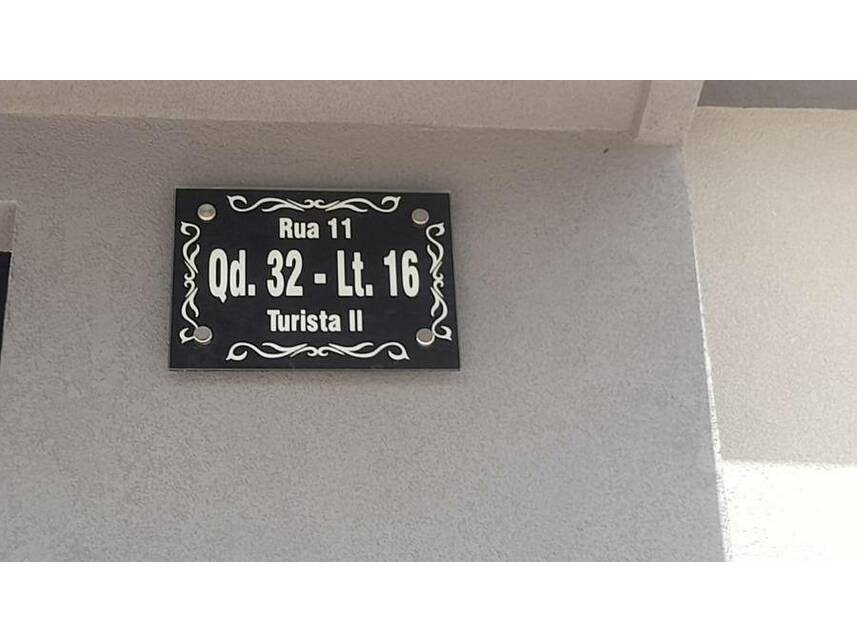 Rua 11
Qd. 32 - Lt. 16
Turista II